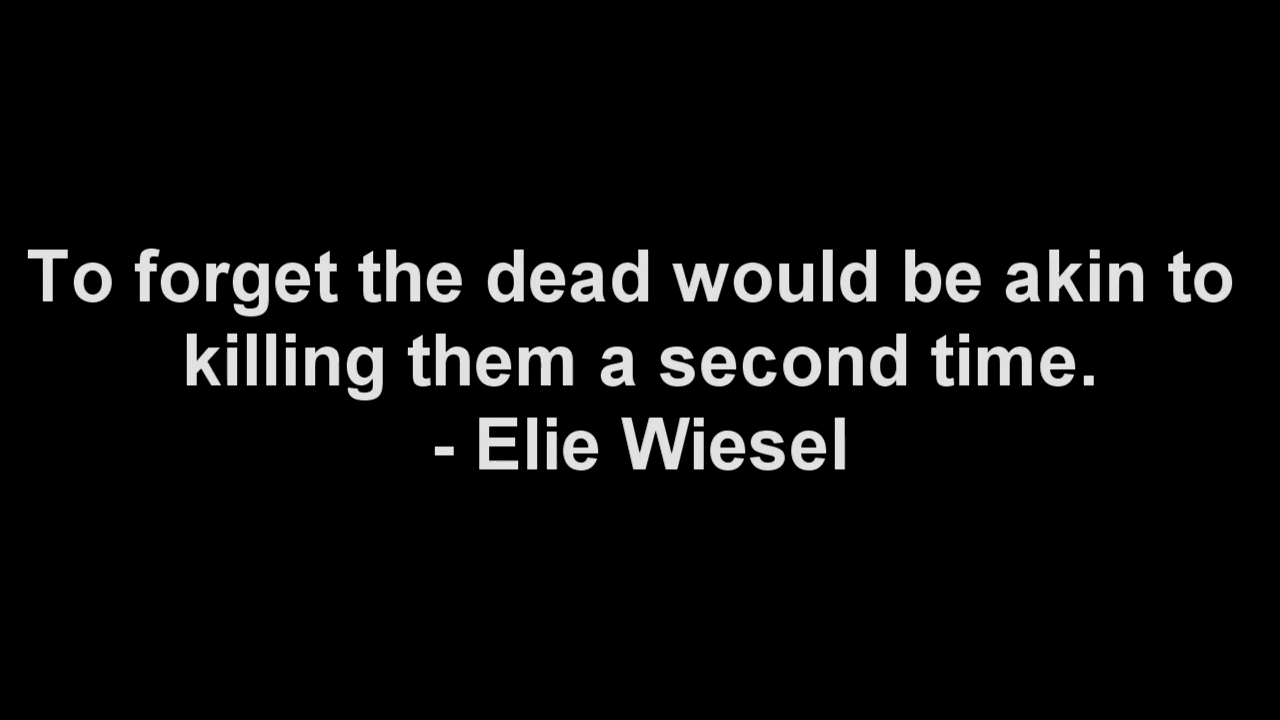 To forget the dead would be akin to
killing them a second time.
- Elie Wiesel